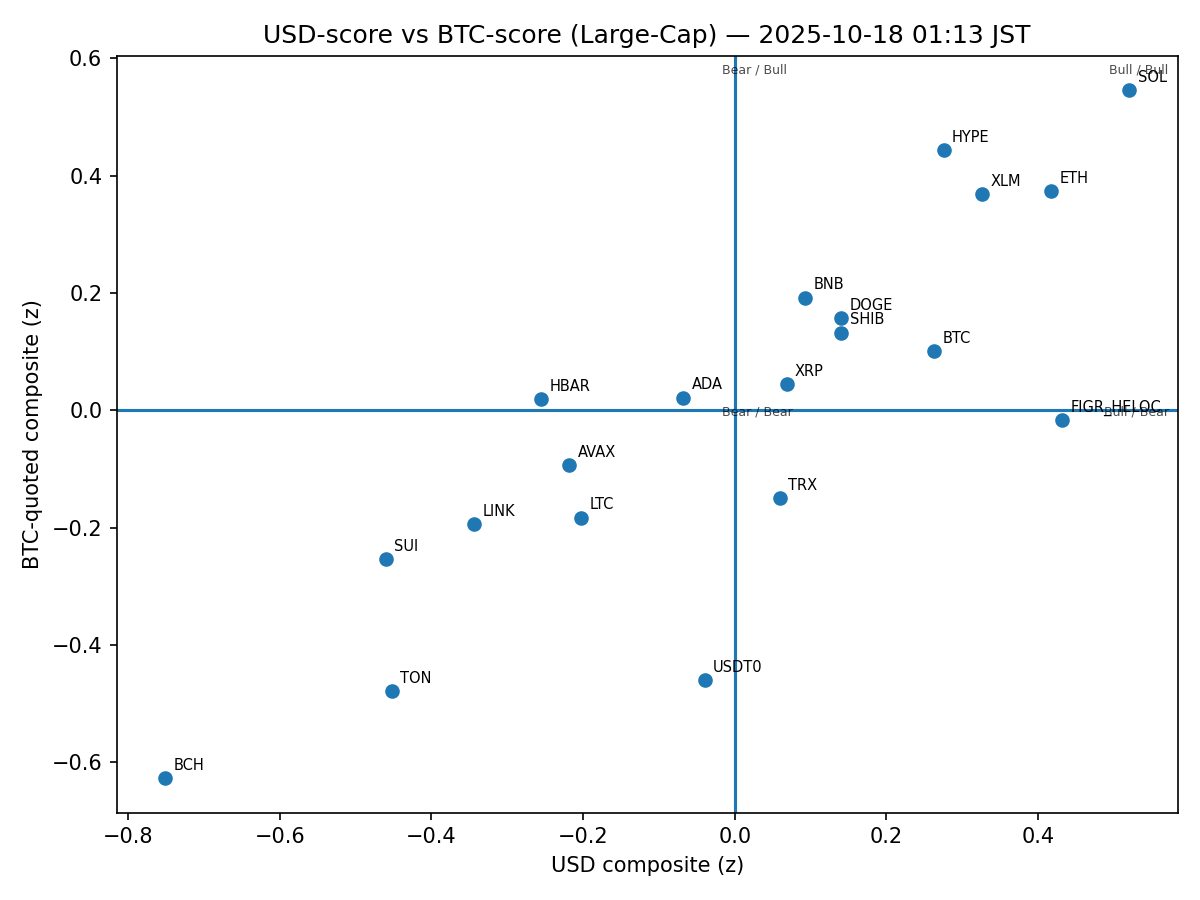 USD-score vs BTC-score (Large-Cap) — 2025-10-18 01:13 JST
BTC-quoted composite (z)
0.6
0.4
0.2
0.0
−0.2
−0.4
−0.6
Bear / Bull
Bull / Bull
SOL
HYPE
XLM
ETH
BNB
DOGE
SHIB
BTC
XRP
HBAR
ADA
FIGR_HELOC
Bear / Bear
Bull / Bear
AVAX
TRX
LTC
LINK
SUI
USDT0
TON
BCH
−0.8
−0.6
−0.4
−0.2
0.0
0.2
0.4
USD composite (z)